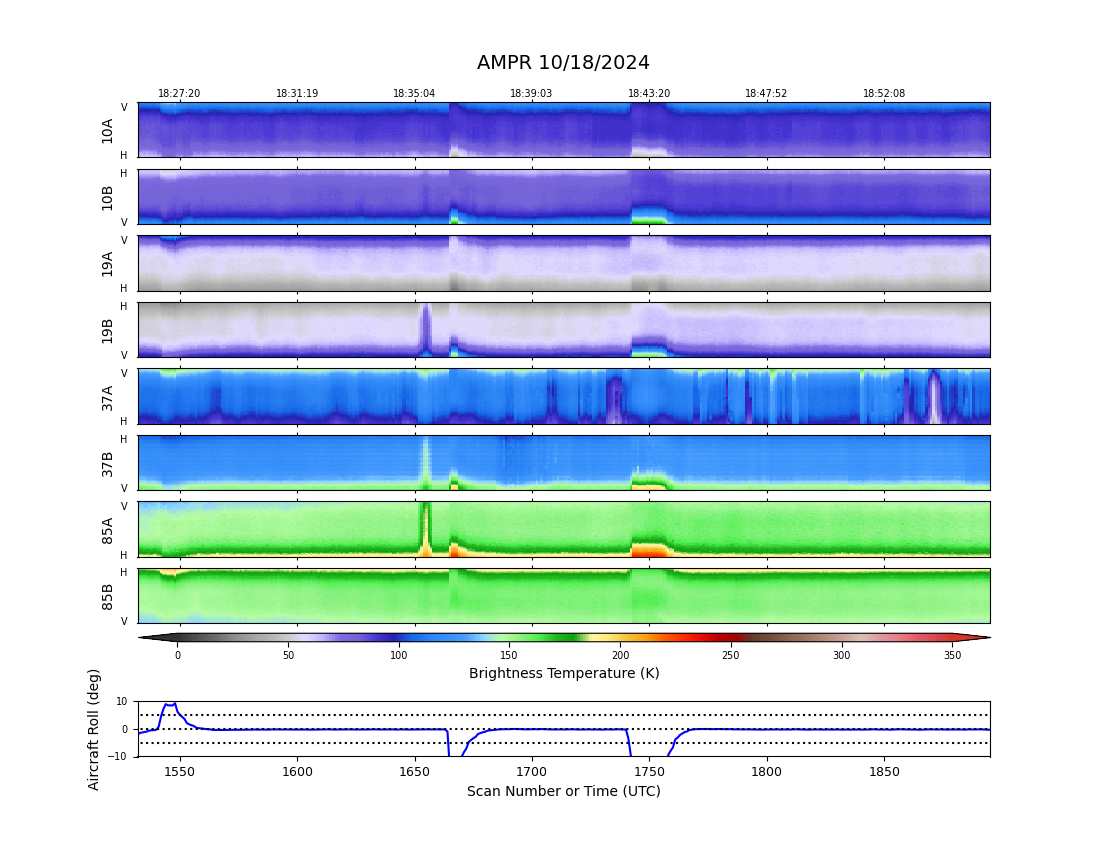 AMPR 10/18/2024
18:27:20 18:31:19 18:35:04 18:39:03 18:43:20 18:47:52 18:52:08
V
10A
H
H
10B
V
V
19A
H
H
19B
V
V
37A
H
H
37B
V
V
85A
H
H
85B
V
0 50 100 150 200 250 300 350
Brightness Temperature (K)
Aircraft Roll (deg)
10
0
−10
1550 1600 1650 1700 1750 1800 1850
Scan Number or Time (UTC)